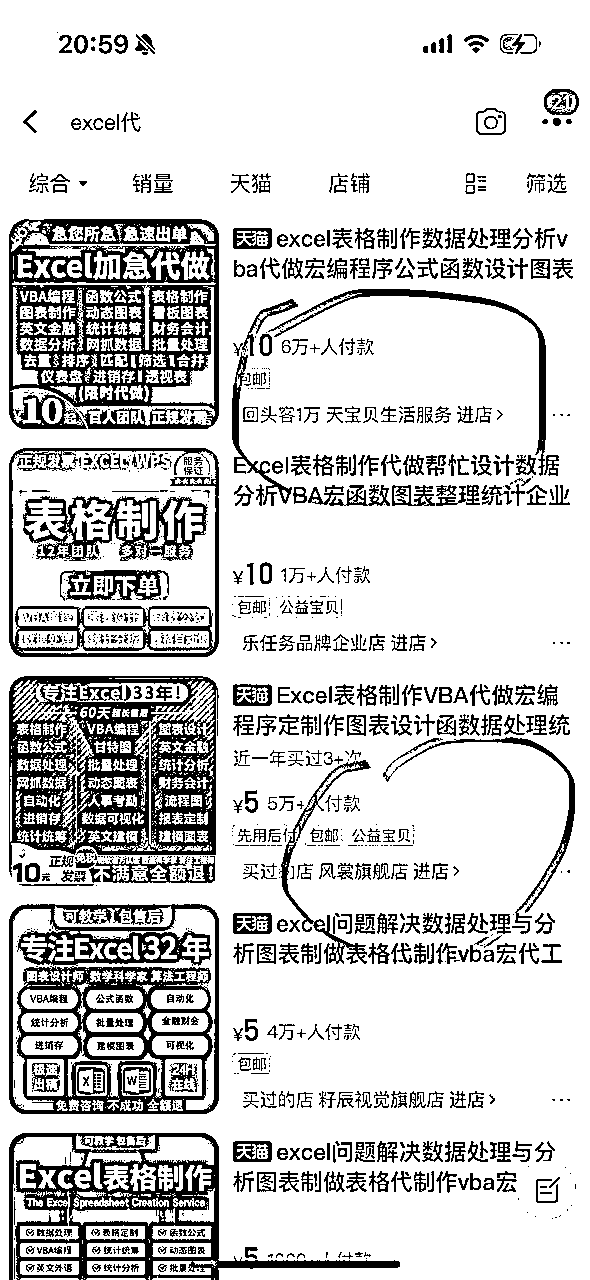 20:59
21
excel代
综合 销量 天猫 店铺 筛选
急您所急 急速出单
Excel加急代做
VBA编程 函数公式 表格制作
图表制作 动态图表 看板图表
英文金融 统计统筹 财务会计
数据分析 网抓数据 批量处理
去重 排序 匹配 筛选 合并
仪表盘 进销存 透视表
(限时代做)
¥10 百人团队 正规发票
天猫 excel表格制作数据处理分析v
ba代做宏编程序公式函数设计图表
¥10 6万+人付款
包邮
回头客1万 天宝贝生活服务 进店>
正规发票 EXCEL/WPS 服务保证
表格制作
12年团队 多对一服务
立即下单
VBA编程 函数公式
数据处理 统计分析
Excel表格制作代做帮忙设计数据
分析VBA宏函数图表整理统计企业
¥10 1万+人付款
包邮 公益宝贝
乐任务品牌企业店 进店>
专注Excel33年!
60天超长售后
表格制作 VBA编程 图表设计
函数公式 甘特图 英文金融
数据处理 批量处理 统计分析
网抓数据 动态图表 财务会计
自动化 人事考勤 流程图
进销存 数据可视化 报表定制
统计统筹 英文建模 建模图表
10元 正规发票 免费 不满意全额退!
天猫 Excel表格制作VBA代做宏编
程序定制作图表设计函数据处理统
近一年买过3+次
¥5 5万+人付款
先用后付 包邮 公益宝贝
买过的店 风裳旗舰店 进店>
可教学 包售后
专注Excel32年
图表设计师 数学科学家 算法工程师
VBA编程 公式函数 自动化
统计分析 批量处理 金融财会
进销存 建模图表 可视化
极速出稿 X W 24H在线
免费咨询 不成功 全额退
天猫 excel问题解决数据处理与分
析图表制做表格代制作vba宏代工
¥5 4万+人付款
包邮
买过的店 籽辰视觉旗舰店 进店>
可教学 包售后
Excel表格制作
The Excel Spreadsheet Creation Service
数据处理 表格定制 函数公式
VBA编程 统计统筹 动态图表
英文外语 统计分析 批量处理
天猫 excel问题解决数据处理与分
析图表制做表格代制作vba宏
¥5